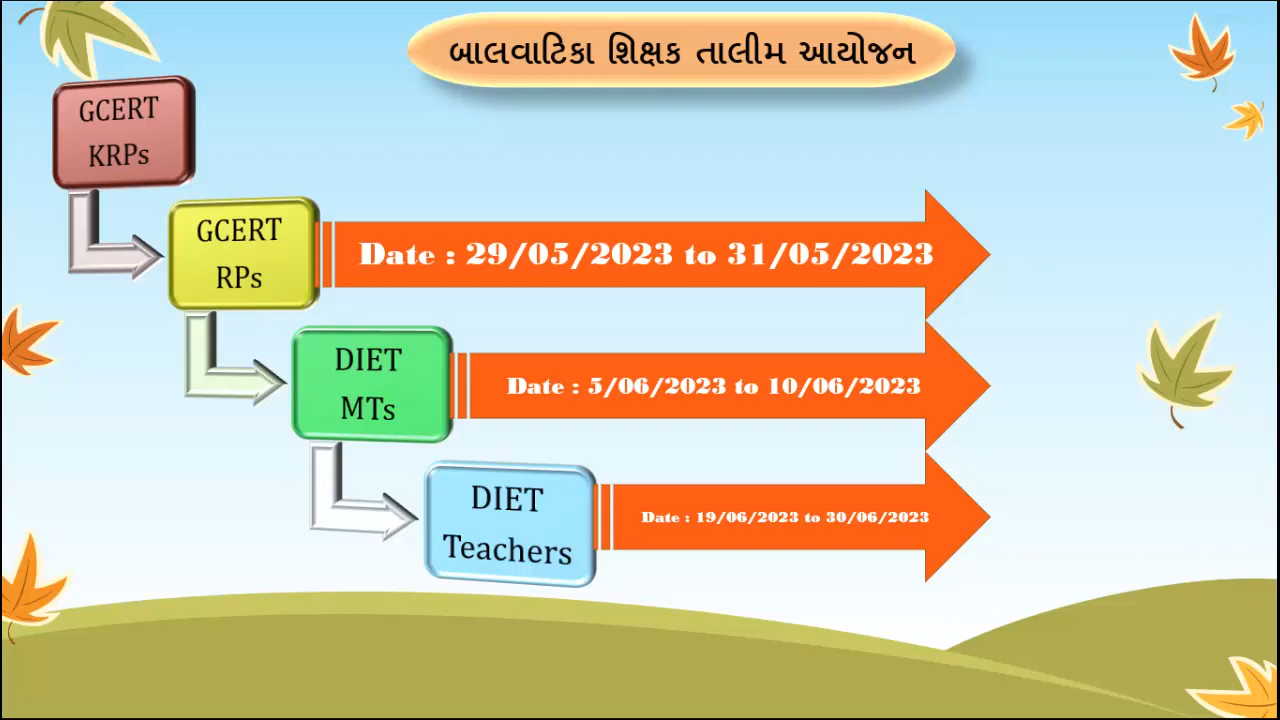 બાલવાટિકા શિક્ષક તાલીમ આયોજન
GCERT
KRPs
GCERT
RPs
Date : 29/05/2023 to 31/05/2023
DIET
MTs
Date : 5/06/2023 to 10/06/2023
DIET
Teachers
Date : 19/06/2023 to 30/06/2023